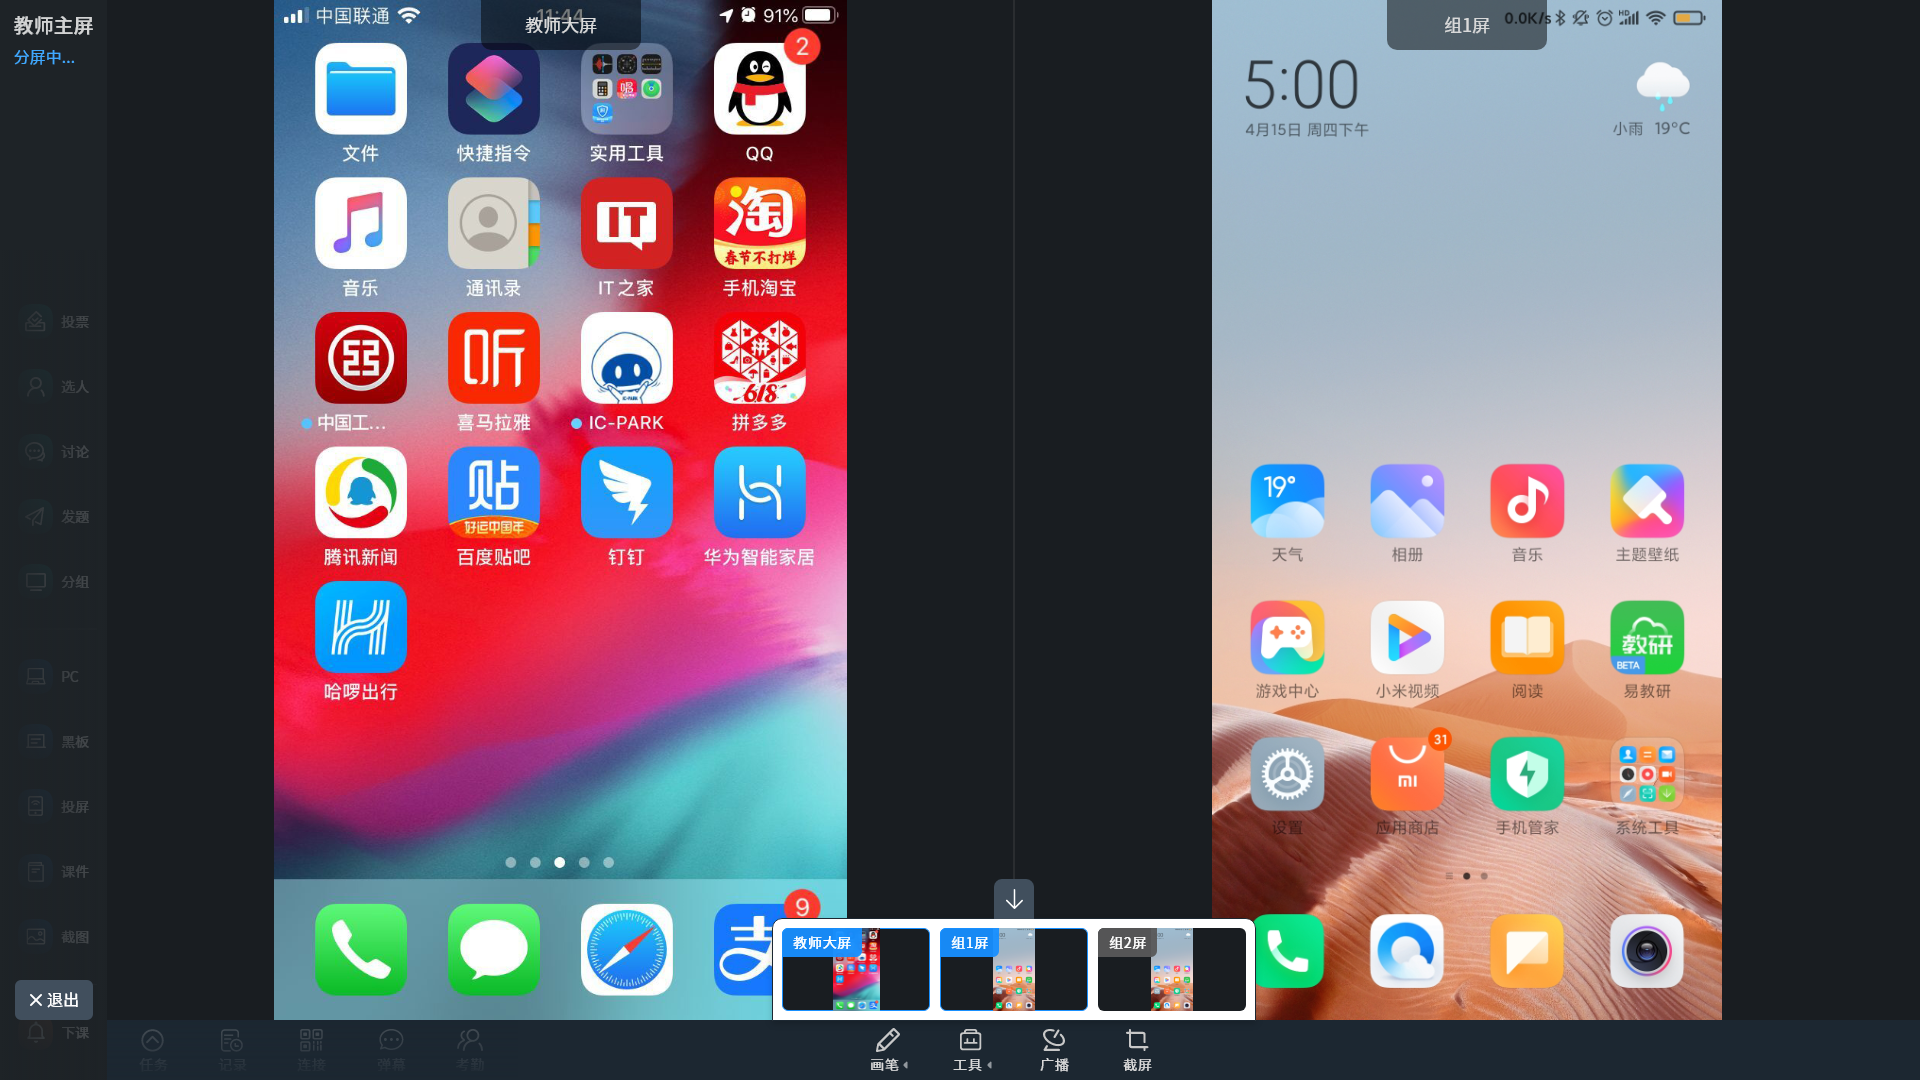 教师主屏
分屏中...
投票
选人
讨论
发题
分组
PC
黑板
投屏
课件
截图
退出
下课
中国联通
11:44
91%
教师大屏
2
文件
快捷指令
实用工具
QQ
音乐
通讯录
IT
IT之家
淘
春节不打烊
手机淘宝
中国工...
听
喜马拉雅
IC-PARK
拼
618
拼多多
腾讯新闻
贴
好运中国年
百度贴吧
钉钉
华为智能家居
哈啰出行
9
支
0.0K/s
HD
组1屏
5:00
4月15日 周四下午
小雨 19°C
19°
天气
相册
音乐
主题壁纸
游戏中心
小米视频
阅读
教研
BETA
易教研
设置
31
mi
应用商店
手机管家
系统工具
教师大屏
组1屏
组2屏
任务
记录
连接
弹幕
考勤
画笔
工具
广播
截屏